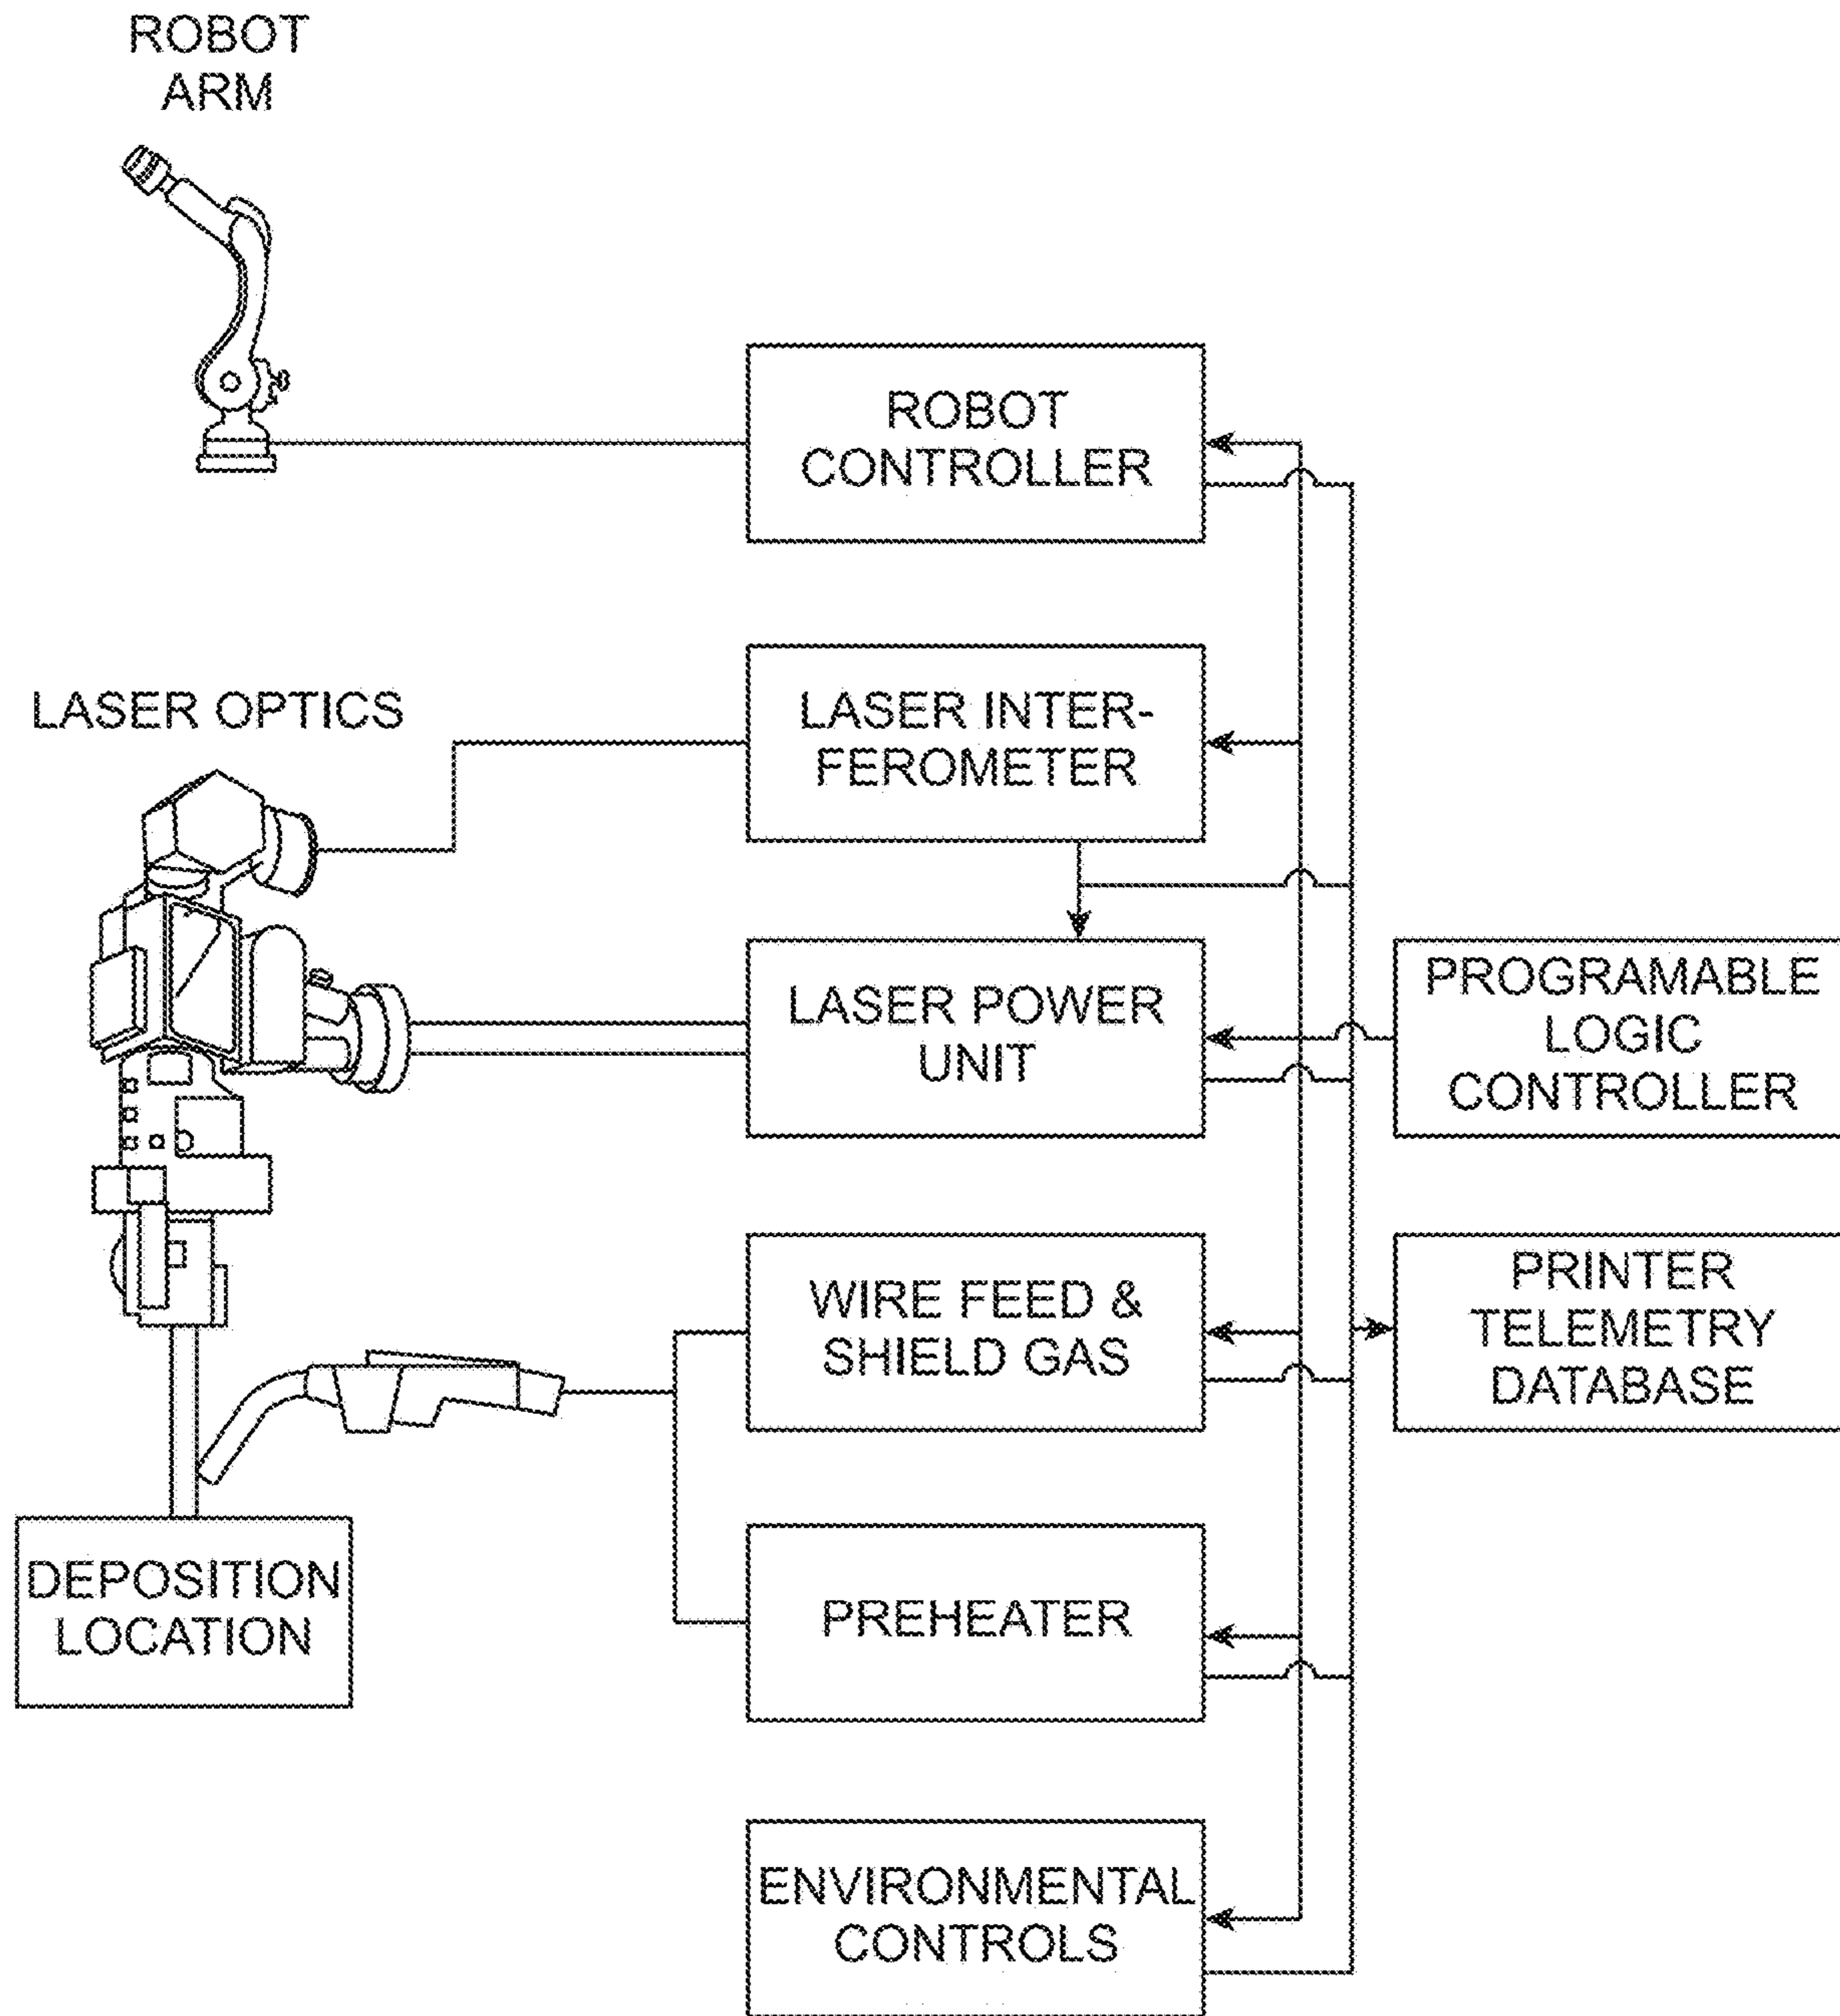 ROBOT
ARM
ROBOT
CONTROLLER
LASER OPTICS
LASER INTER-
FEROMETER
LASER POWER
UNIT
PROGRAMABLE
LOGIC
CONTROLLER
WIRE FEED &
SHIELD GAS
PRINTER
TELEMETRY
DATABASE
DEPOSITION
LOCATION
PREHEATER
ENVIRONMENTAL
CONTROLS